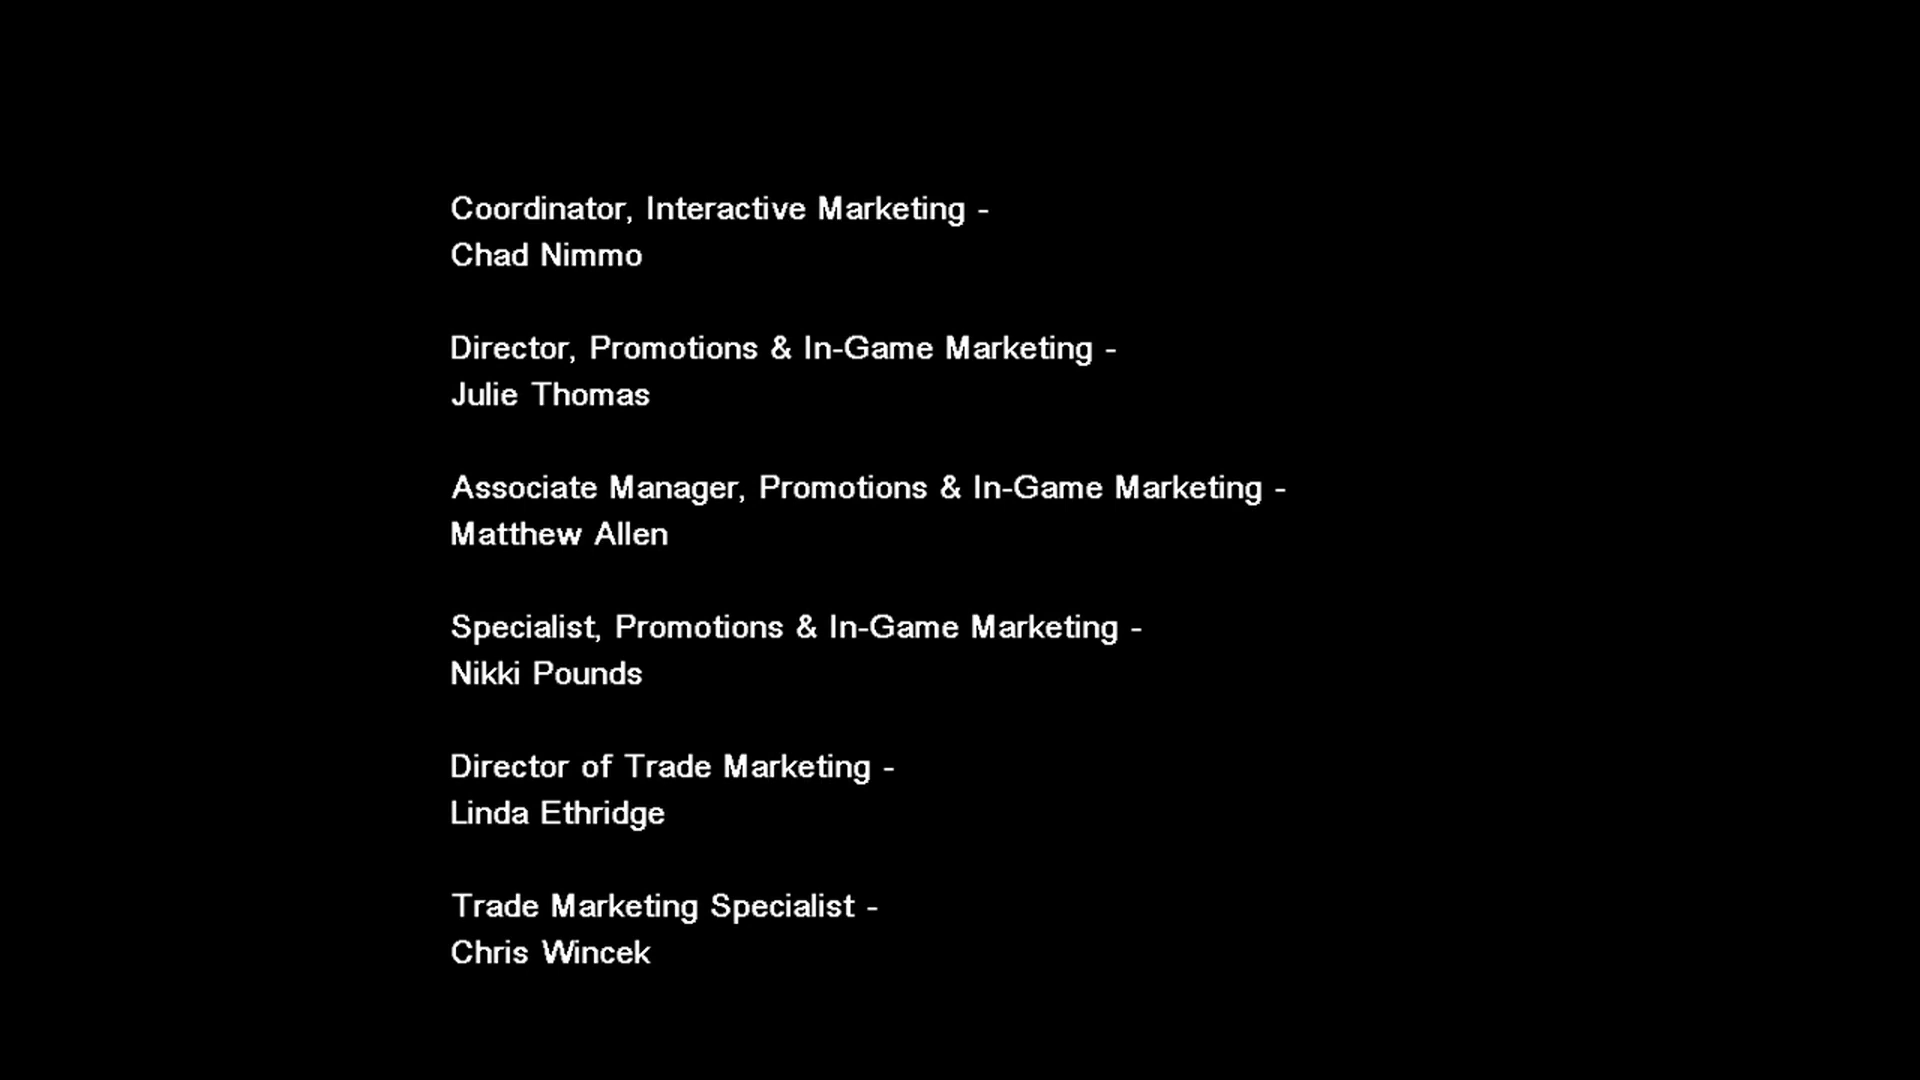 Coordinator, Interactive Marketing -
Chad Nimmo
Director, Promotions & In-Game Marketing -
Julie Thomas
Associate Manager, Promotions & In-Game Marketing -
Matthew Allen
Specialist, Promotions & In-Game Marketing -
Nikki Pounds
Director of Trade Marketing -
Linda Ethridge
Trade Marketing Specialist -
Chris Wincek